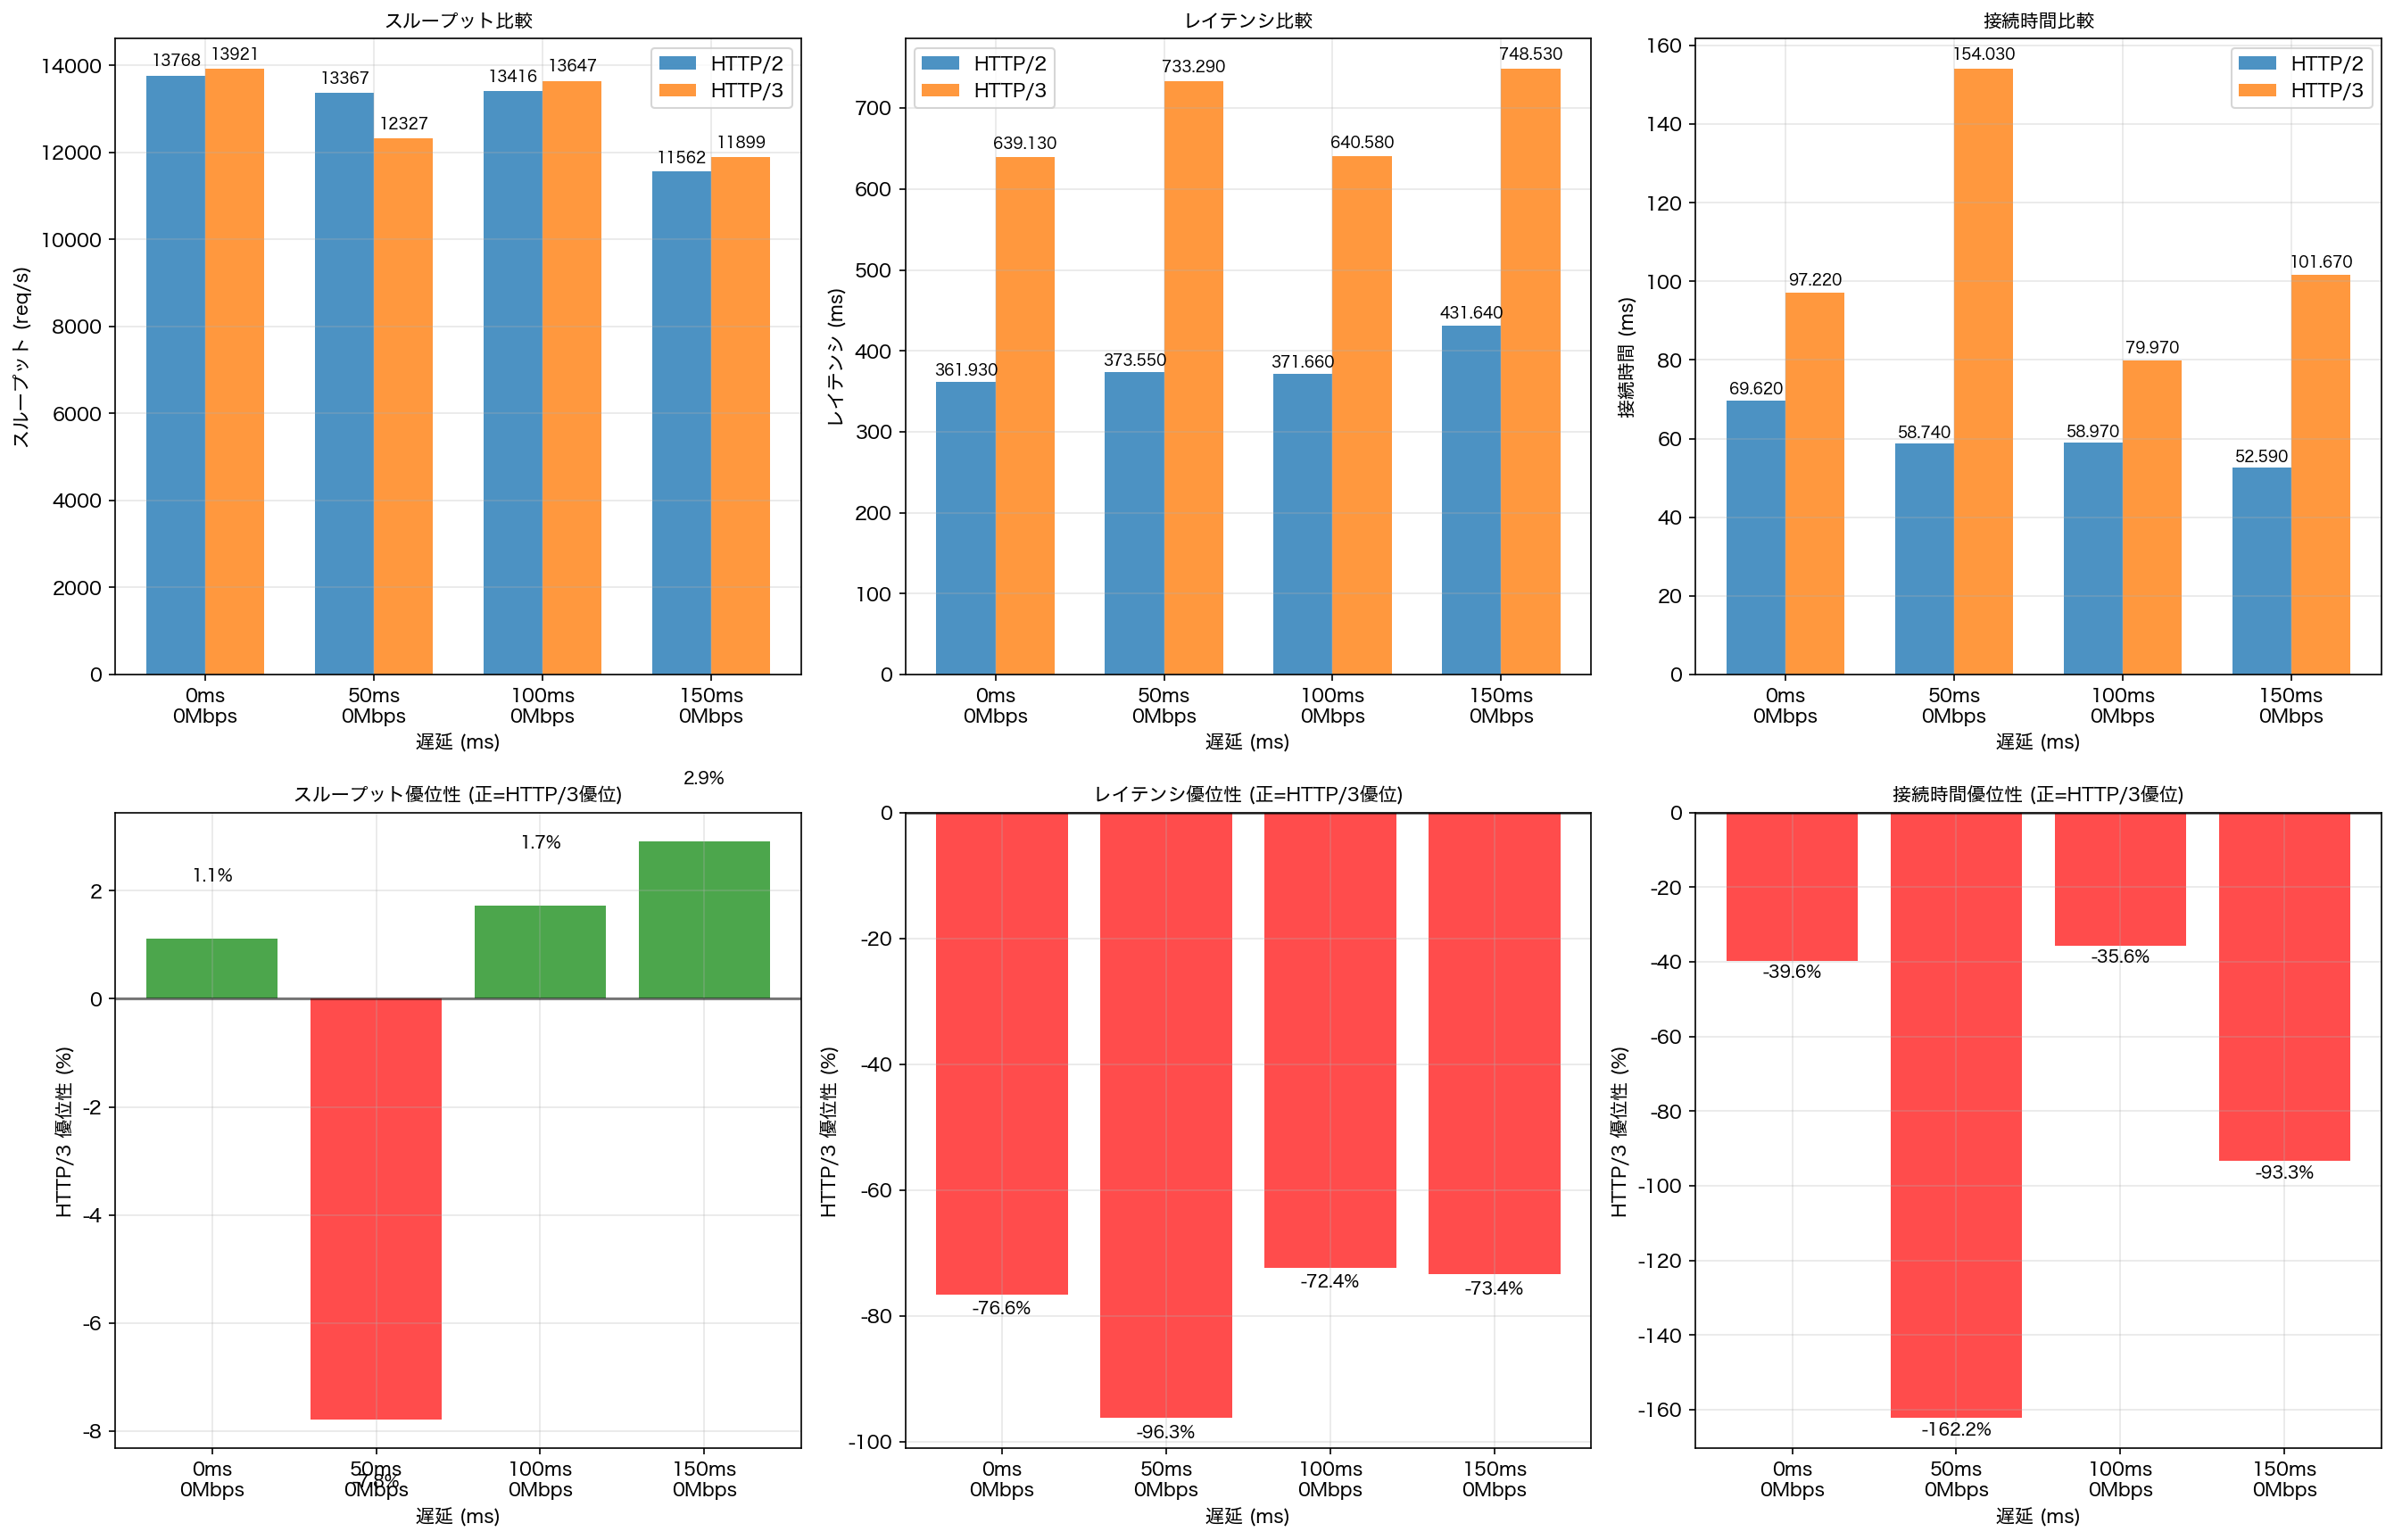 スループット比較
13768
13921
13367
12327
13416
13647
11562
11899
HTTP/2
HTTP/3
14000
12000
10000
8000
6000
4000
2000
0
スループット (req/s)
0ms
0Mbps
50ms
0Mbps
100ms
0Mbps
150ms
0Mbps
遅延 (ms)
レイテンシ比較
HTTP/2
HTTP/3
361.930
639.130
373.550
733.290
371.660
640.580
431.640
748.530
700
600
500
400
300
200
100
0
レイテンシ (ms)
0ms
0Mbps
50ms
0Mbps
100ms
0Mbps
150ms
0Mbps
遅延 (ms)
接続時間比較
HTTP/2
HTTP/3
69.620
97.220
58.740
154.030
58.970
79.970
52.590
101.670
160
140
120
100
80
60
40
20
0
接続時間 (ms)
0ms
0Mbps
50ms
0Mbps
100ms
0Mbps
150ms
0Mbps
遅延 (ms)
スループット優位性 (正=HTTP/3優位)
1.1%
-7.8%
1.7%
2.9%
2
0
-2
-4
-6
-8
HTTP/3 優位性 (%)
0ms
0Mbps
50ms
0Mbps
100ms
0Mbps
150ms
0Mbps
遅延 (ms)
レイテンシ優位性 (正=HTTP/3優位)
-76.6%
-96.3%
-72.4%
-73.4%
0
-20
-40
-60
-80
-100
HTTP/3 優位性 (%)
0ms
0Mbps
50ms
0Mbps
100ms
0Mbps
150ms
0Mbps
遅延 (ms)
接続時間優位性 (正=HTTP/3優位)
-39.6%
-162.2%
-35.6%
-93.3%
0
-20
-40
-60
-80
-100
-120
-140
-160
HTTP/3 優位性 (%)
0ms
0Mbps
50ms
0Mbps
100ms
0Mbps
150ms
0Mbps
遅延 (ms)